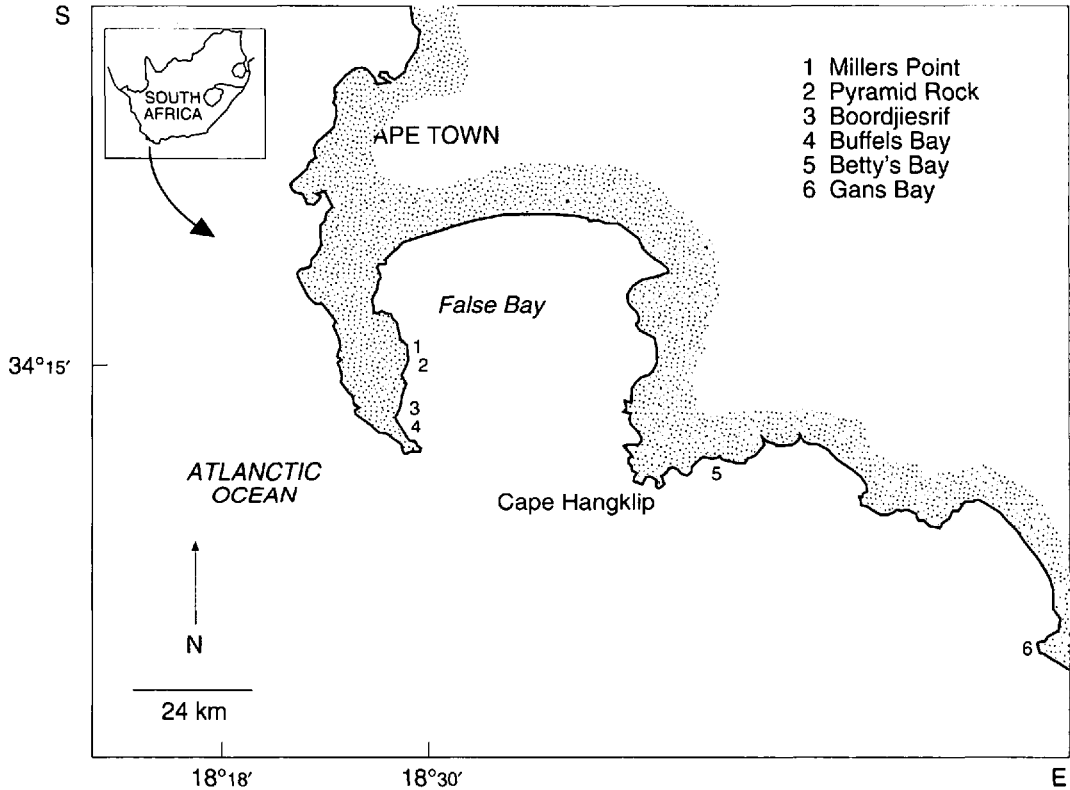 S
SOUTH
AFRICA
APE TOWN
1 Millers Point
2 Pyramid Rock
3 Boordjiesrif
4 Buffels Bay
5 Betty's Bay
6 Gans Bay
False Bay
1
2
34°15'
3
4
5
ATLANCTIC
OCEAN
Cape Hangklip
N
6
24 km
18°18'
18°30'
E